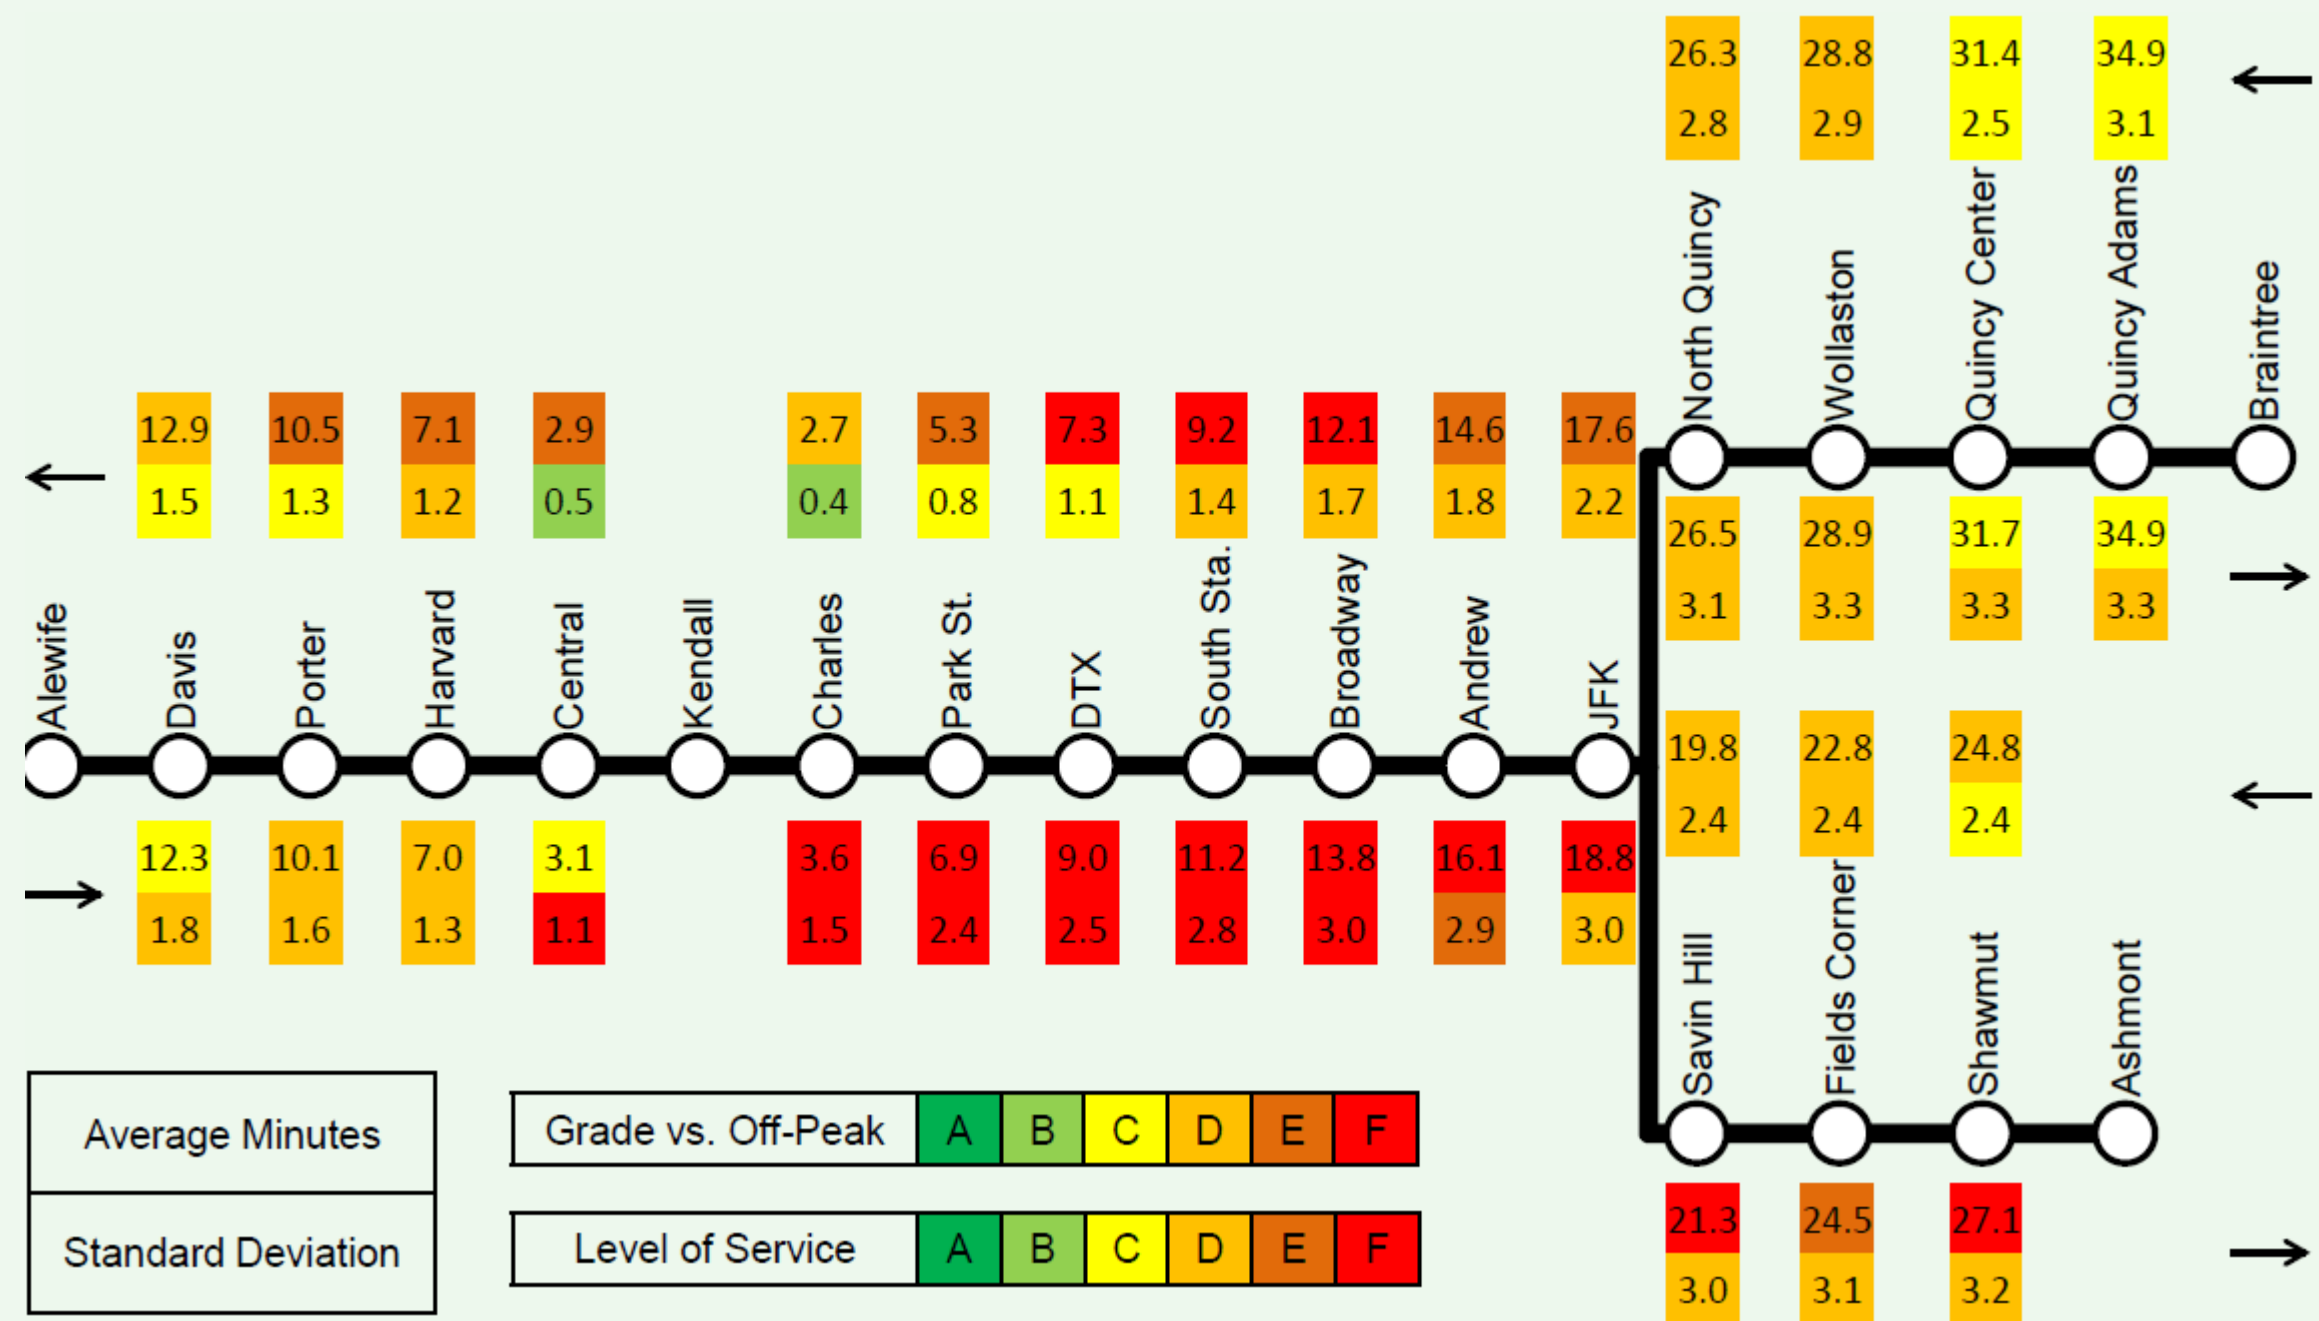 26.3 28.8 31.4 34.9
2.8 2.9 2.5 3.1
North Quincy
Wollaston
Quincy Center
Quincy Adams
Braintree
12.9 10.5 7.1 2.9 2.7 5.3 7.3 9.2 12.1 14.6 17.6
1.5 1.3 1.2 0.5 0.4 0.8 1.1 1.4 1.7 1.8 2.2
26.5 28.9 31.7 34.9
3.1 3.3 3.3 3.3
Alewife
Davis
Porter
Harvard
Central
Kendall
Charles
Park St.
DTX
South Sta.
Broadway
Andrew
JFK
19.8 22.8 24.8
2.4 2.4 2.4
12.3 10.1 7.0 3.1 3.6 6.9 9.0 11.2 13.8 16.1 18.8
1.8 1.6 1.3 1.1 1.5 2.4 2.5 2.8 3.0 2.9 3.0
Savin Hill
Fields Corner
Shawmut
Ashmont
21.3 24.5 27.1
3.0 3.1 3.2
Average Minutes
Standard Deviation
Grade vs. Off-Peak A B C D E F
Level of Service A B C D E F